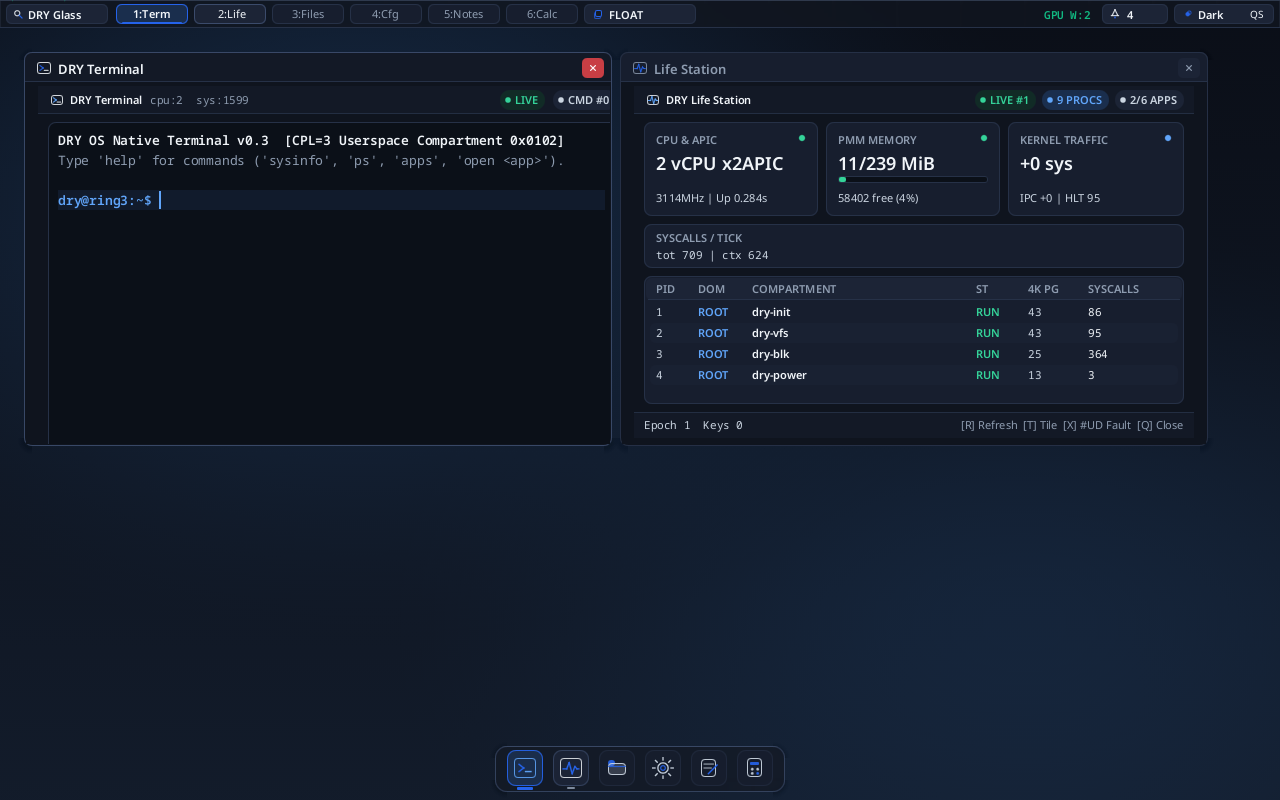 DRY Glass 1:Term 2:Life 3:Files 4:Cfg 5:Notes 6:Calc FLOAT GPU W:2 4 Dark QS
DRY Terminal
DRY Terminal cpu:2 sys:1599 LIVE CMD #0
DRY OS Native Terminal v0.3 [CPL=3 Userspace Compartment 0x0102]
Type 'help' for commands ('sysinfo', 'ps', 'apps', 'open <app>').
dry@ring3:~$
Life Station
DRY Life Station LIVE #1 9 PROCS 2/6 APPS
CPU & APIC
2 vCPU x2APIC
3114MHz | Up 0.284s
PMM MEMORY
11/239 MiB
58402 free (4%)
KERNEL TRAFFIC
+0 sys
IPC +0 | HLT 95
SYSCALLS / TICK
tot 709 | ctx 624
PID DOM COMPARTMENT ST 4K PG SYSCALLS
1 ROOT dry-init RUN 43 86
2 ROOT dry-vfs RUN 43 95
3 ROOT dry-blk RUN 25 364
4 ROOT dry-power RUN 13 3
Epoch 1 Keys 0 [R] Refresh [T] Tile [X] #UD Fault [Q] Close